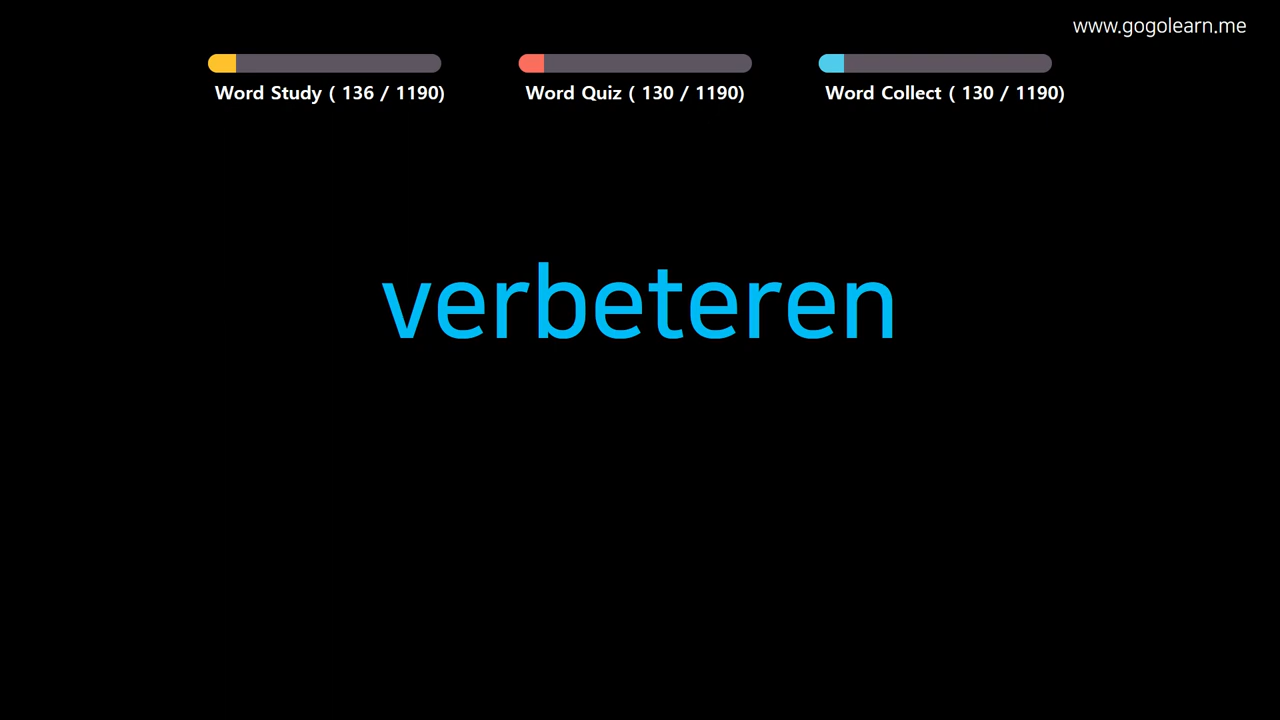 www.gogolearn.me
Word Study ( 136 / 1190)
Word Quiz ( 130 / 1190)
Word Collect ( 130 / 1190)
verbeteren